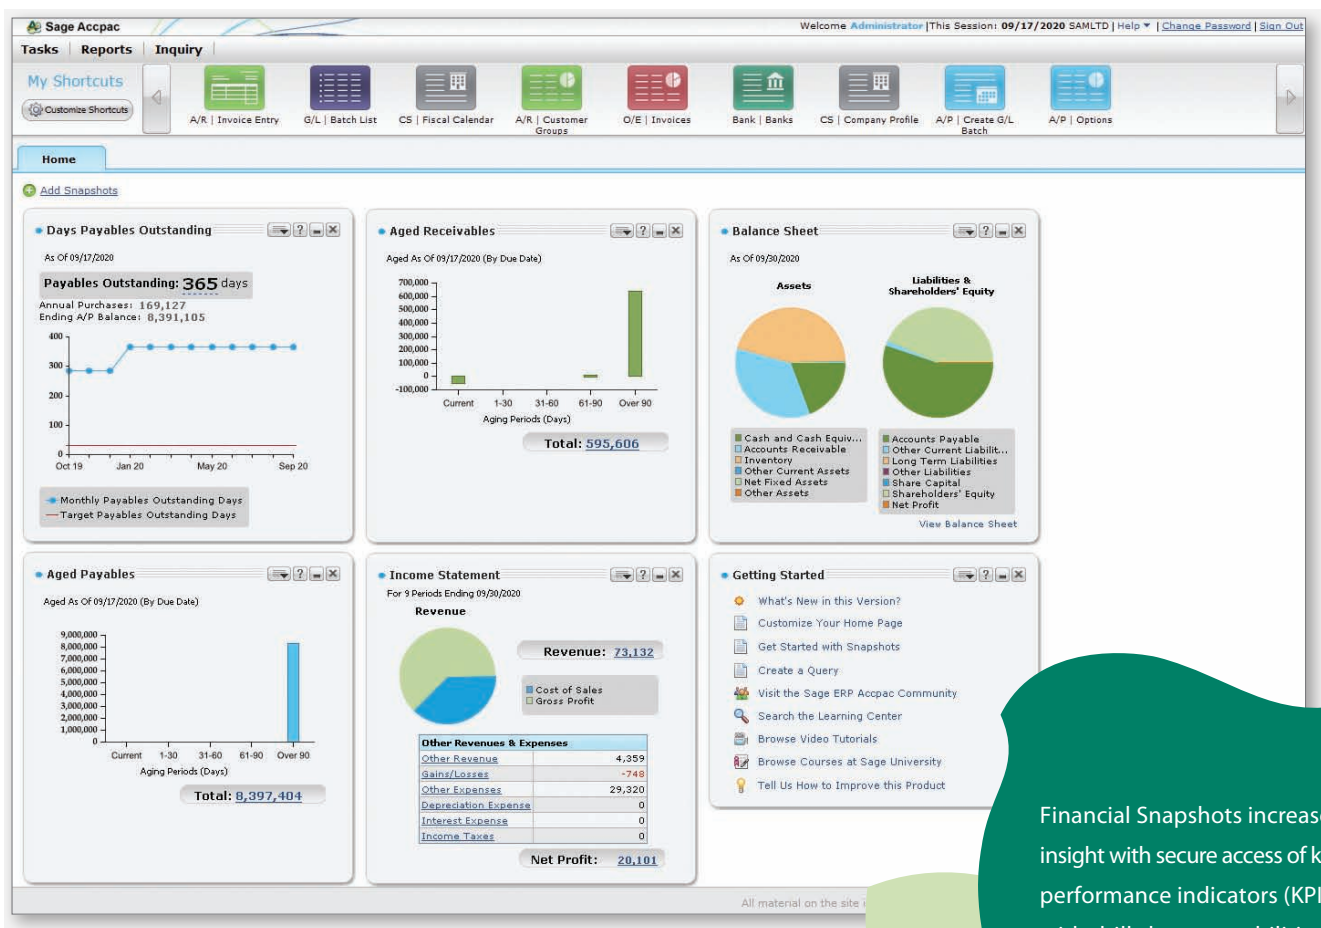 Sage Accpac
Welcome Administrator |This Session: 09/17/2020 SAMLTD | Help | Change Password | Sign Out
Tasks Reports Inquiry
My Shortcuts
Customize Shortcuts
A/R | Invoice Entry
G/L | Batch List
CS | Fiscal Calendar
A/R | Customer
Groups
O/E | Invoices
Bank | Banks
CS | Company Profile
A/P | Create G/L
Batch
A/P | Options
Home
Add Snapshots
Days Payables Outstanding
As Of 09/17/2020
Payables Outstanding: 365 days
Annual Purchases: 169,127
Ending A/P Balance: 8,391,105
400
300
200
100
0
Oct 19 Jan 20 May 20 Sep 20
Monthly Payables Outstanding Days
Target Payables Outstanding Days
Aged Receivables
Aged As Of 09/17/2020 (By Due Date)
700,000
600,000
500,000
400,000
300,000
200,000
100,000
0
-100,000
Current 1-30 31-60 61-90 Over 90
Aging Periods (Days)
Total: 595,606
Balance Sheet
As Of 09/30/2020
Assets
Liabilities &
Shareholders' Equity
Cash and Cash Equiv...
Accounts Receivable
Inventory
Other Current Assets
Net Fixed Assets
Other Assets
Accounts Payable
Other Current Liabilit...
Long Term Liabilities
Other Liabilities
Share Capital
Shareholders' Equity
Net Profit
View Balance Sheet
Aged Payables
Aged As Of 09/17/2020 (By Due Date)
9,000,000
8,000,000
7,000,000
6,000,000
5,000,000
4,000,000
3,000,000
2,000,000
1,000,000
0
Current 1-30 31-60 61-90 Over 90
Aging Periods (Days)
Total: 8,397,404
Income Statement
For 9 Periods Ending 09/30/2020
Revenue
Revenue: 73,132
Cost of Sales
Gross Profit
Other Revenues & Expenses
Other Revenue 4,359
Gains/Losses -748
Other Expenses 29,320
Depreciation Expense 0
Interest Expense 0
Income Taxes 0
Net Profit: 20,101
Getting Started
What's New in this Version?
Customize Your Home Page
Get Started with Snapshots
Create a Query
Visit the Sage ERP Accpac Community
Search the Learning Center
Browse Video Tutorials
Browse Courses at Sage University
Tell Us How to Improve this Product
All material on the site i
Financial Snapshots increase
insight with secure access of k
performance indicators (KPI